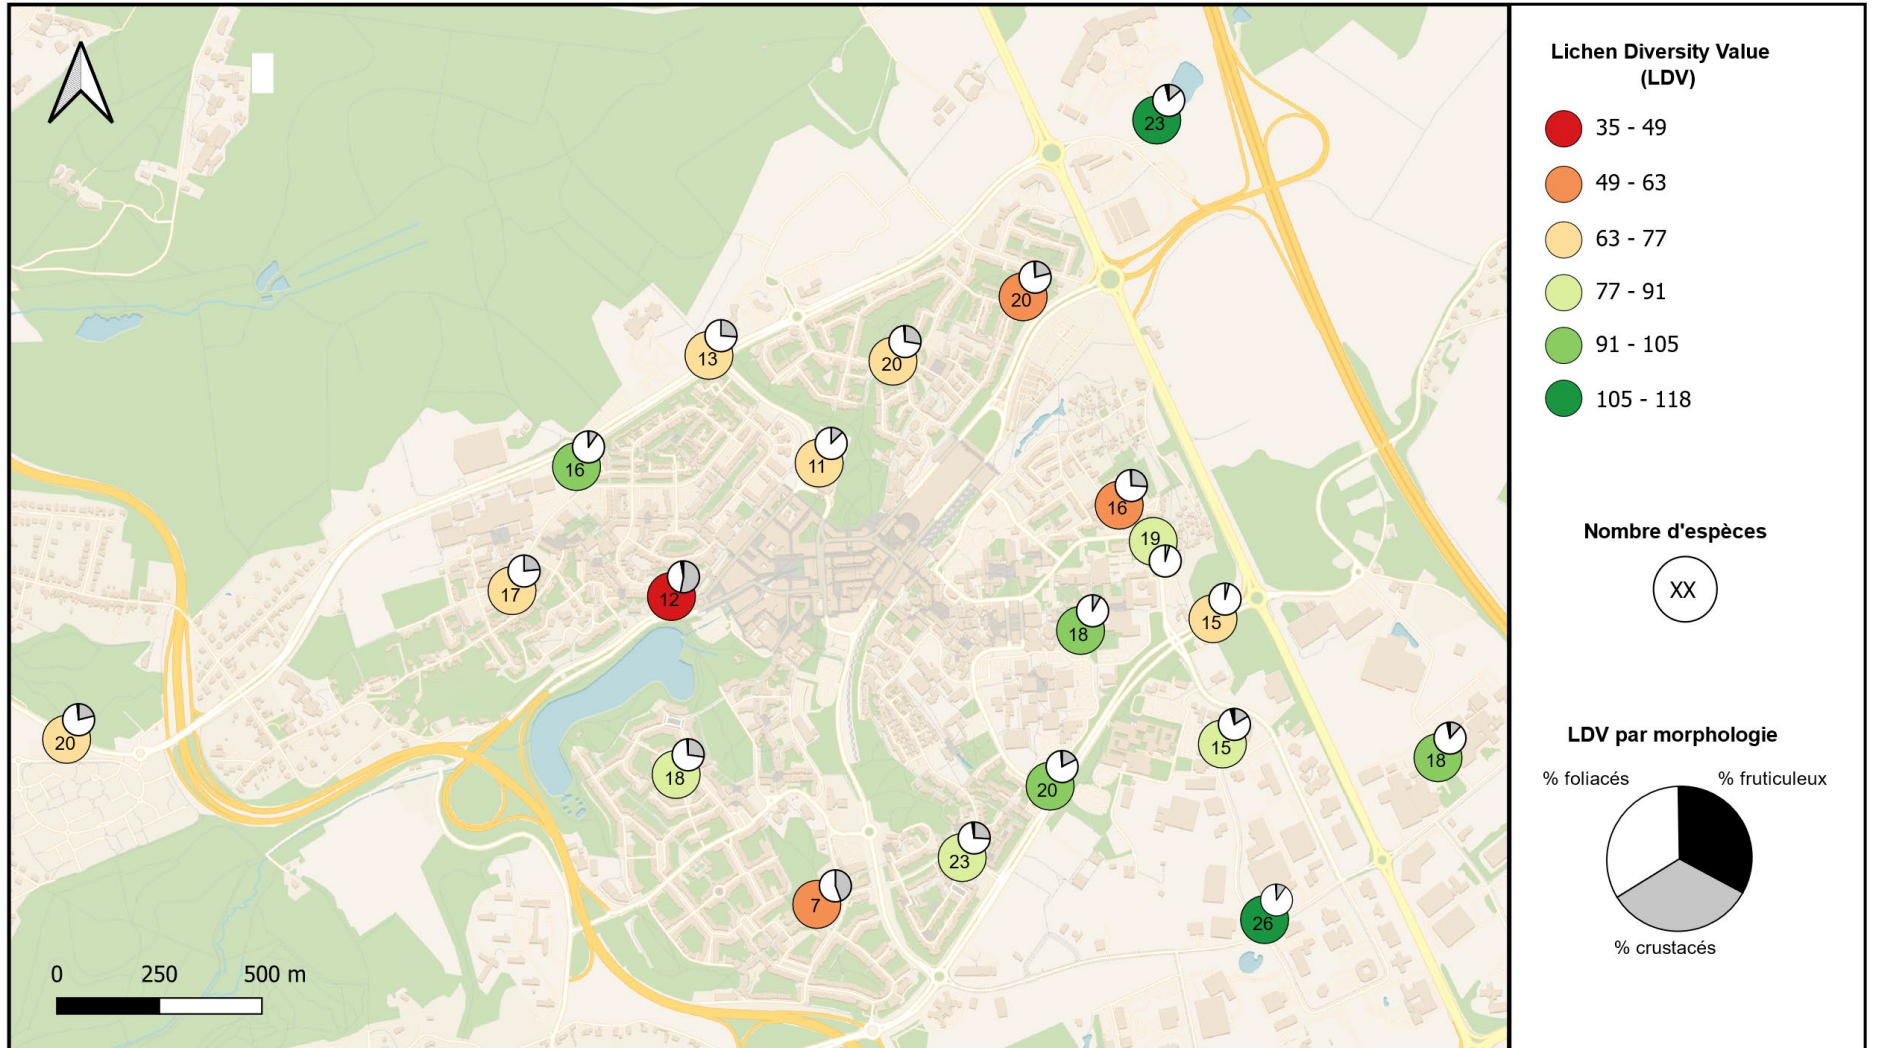 Lichen Diversity Value
(LDV)
35 - 49
49 - 63
63 - 77
77 - 91
91 - 105
105 - 118
Nombre d'espèces
XX
LDV par morphologie
% foliacés
% fruticuleux
% crustacés
23
20
13
20
16
11
16
19
17
12
15
18
20
15
18
18
20
23
7
26
0 250 500 m